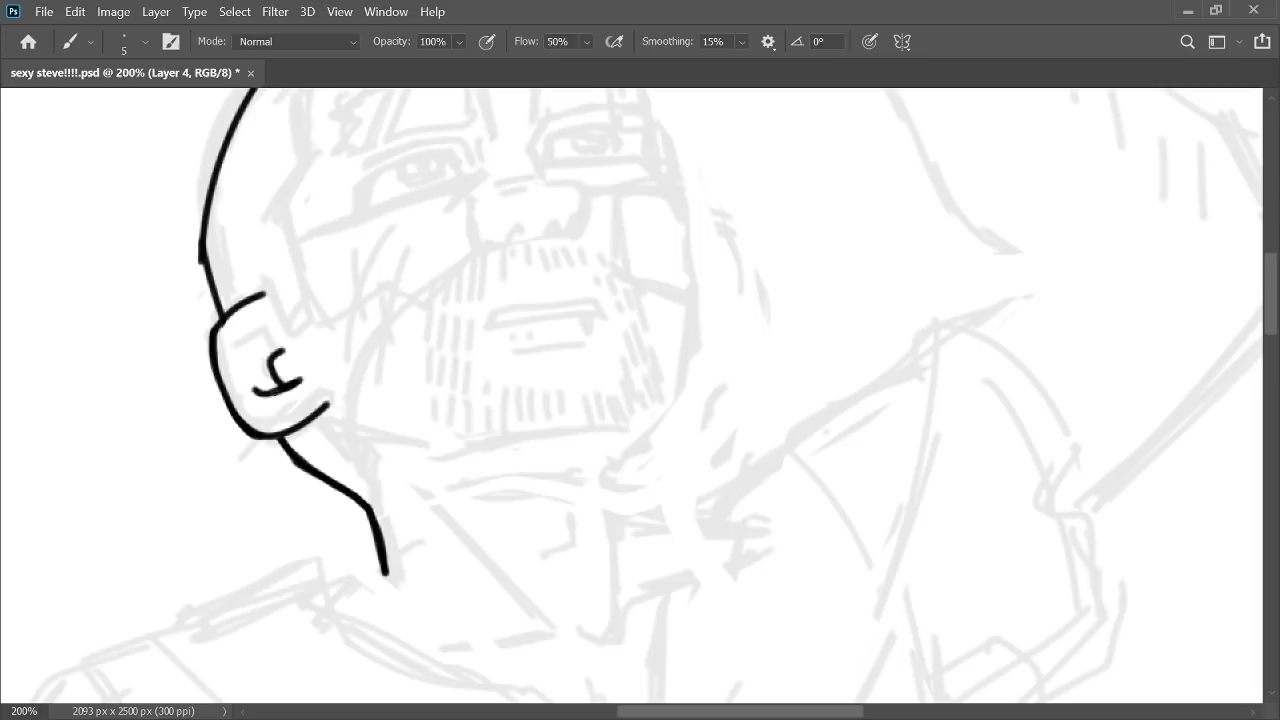 Ps File Edit Image Layer Type Select Filter 3D View Window Help
5 Mode: Normal Opacity: 100% Flow: 50% Smoothing: 15% 0°
sexy steve!!!!.psd @ 200% (Layer 4, RGB/8) * ×
200% 2093 px x 2500 px (300 ppi)